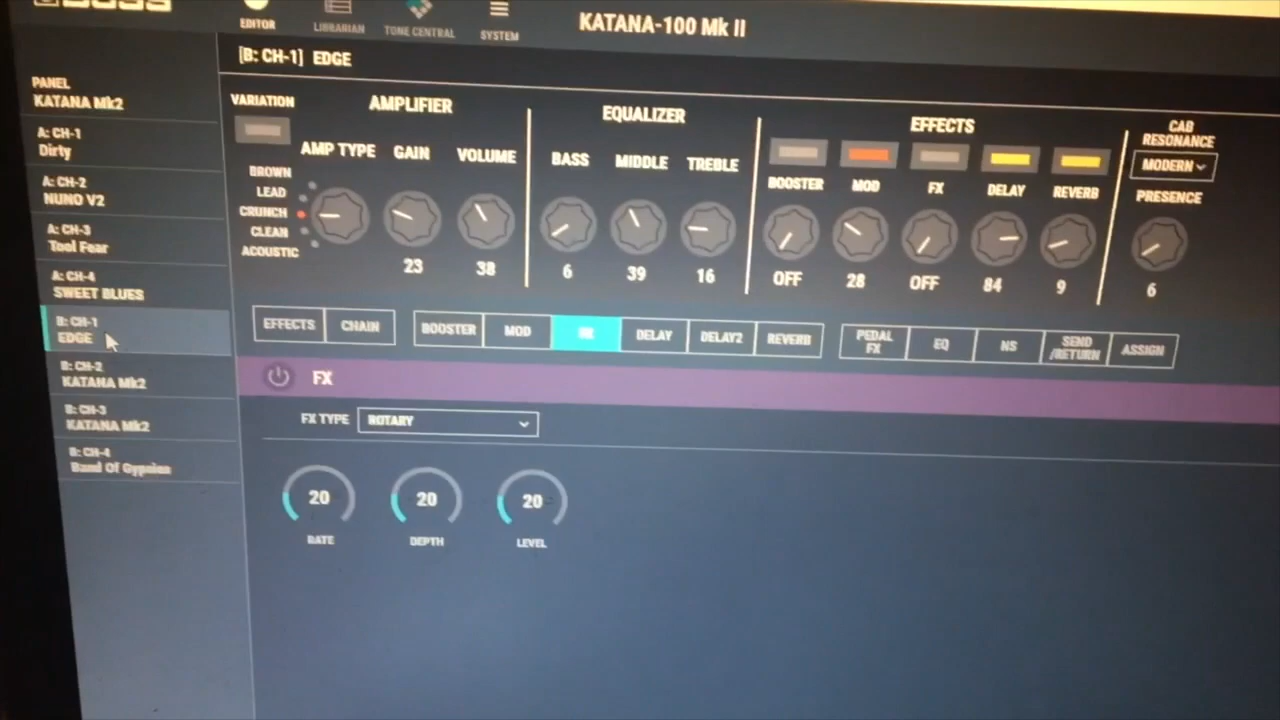 BOSS
EDITOR
LIBRARIAN
TONE CENTRAL
SYSTEM
KATANA-100 Mk II
[B: CH-1] EDGE
PANEL
KATANA Mk2
A: CH-1
Dirty
A: CH-2
NUNO V2
A: CH-3
Tool Fear
A: CH-4
SWEET BLUES
B: CH-1
EDGE
B: CH-2
KATANA Mk2
B: CH-3
KATANA Mk2
B: CH-4
Band Of Gypsies
VARIATION
AMPLIFIER
AMP TYPE GAIN VOLUME
BROWN
LEAD
CRUNCH
CLEAN
ACOUSTIC
23 38
EQUALIZER
BASS MIDDLE TREBLE
6 39 16
EFFECTS
BOOSTER MOD FX DELAY REVERB
OFF 28 OFF 84 9
CAB
RESONANCE
MODERN
PRESENCE
6
EFFECTS CHAIN
BOOSTER MOD FX DELAY DELAY2 REVERB
PEDAL
FX
EQ
NS
SEND
/RETURN
ASSIGN
FX
FX TYPE ROTARY
20 20 20
RATE DEPTH LEVEL